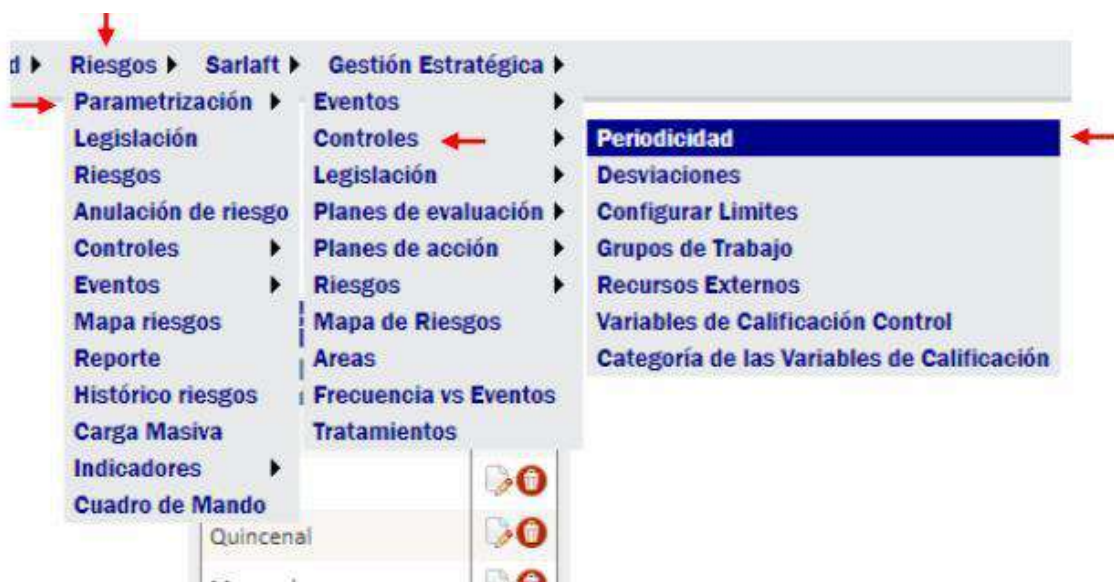 d Riesgos Sarlaft Gestión Estratégica
Parametrización
Legislación
Riesgos
Anulación de riesgo
Controles
Eventos
Mapa riesgos
Reporte
Histórico riesgos
Carga Masiva
Indicadores
Cuadro de Mando
Eventos
Controles
Legislación
Planes de evaluación
Planes de acción
Riesgos
Mapa de Riesgos
Areas
Frecuencia vs Eventos
Tratamientos
Periodicidad
Desviaciones
Configurar Limites
Grupos de Trabajo
Recursos Externos
Variables de Calificación Control
Categoría de las Variables de Calificación
Quincenal